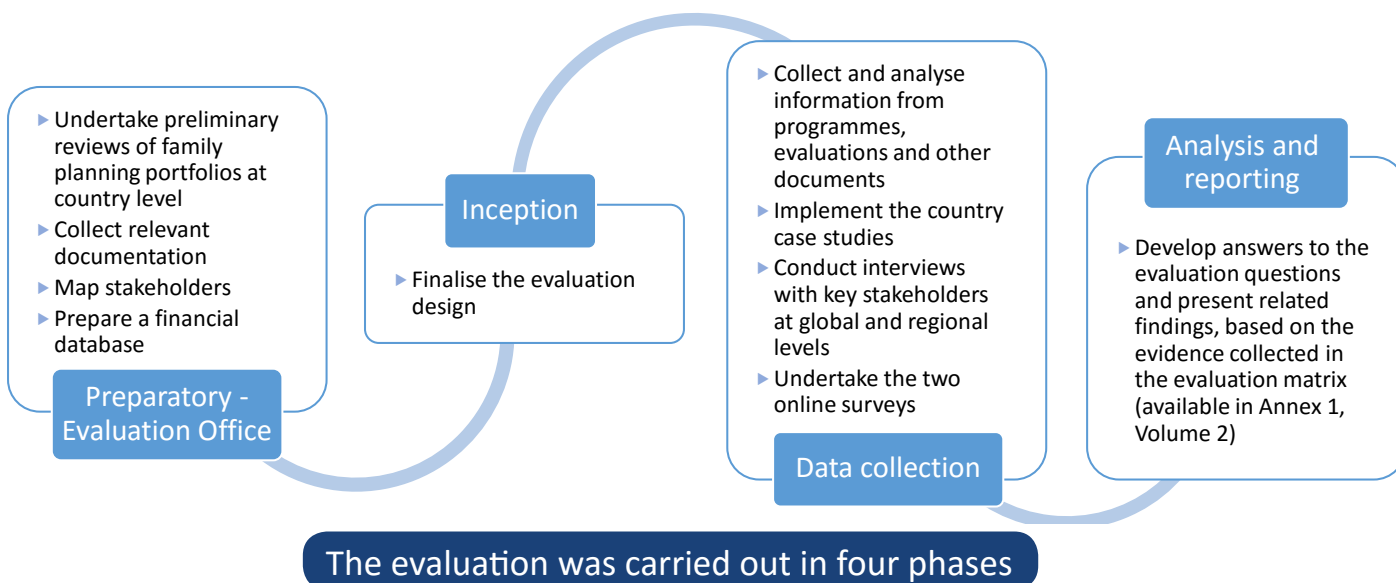 ▶ Undertake preliminary
reviews of family
planning portfolios at
country level
▶ Collect relevant
documentation
▶ Map stakeholders
▶ Prepare a financial
database
Preparatory -
Evaluation Office
Inception
▶ Finalise the evaluation
design
▶ Collect and analyse
information from
programmes,
evaluations and other
documents
▶ Implement the country
case studies
▶ Conduct interviews
with key stakeholders
at global and regional
levels
▶ Undertake the two
online surveys
Data collection
Analysis and
reporting
▶ Develop answers to the
evaluation questions
and present related
findings, based on the
evidence collected in
the evaluation matrix
(available in Annex 1,
Volume 2)
The evaluation was carried out in four phases